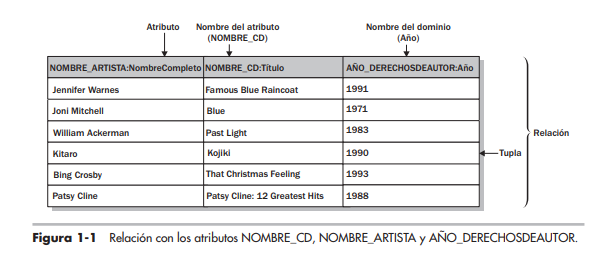 Atributo
Nombre del atributo
(NOMBRE_CD)
Nombre del dominio
(Año)
NOMBRE_ARTISTA:NombreCompleto NOMBRE_CD:Título AÑO_DERECHOSDEAUTOR:Año
Jennifer Warnes Famous Blue Raincoat 1991
Joni Mitchell Blue 1971
William Ackerman Past Light 1983
Kitaro Kojiki 1990
Bing Crosby That Christmas Feeling 1993
Patsy Cline Patsy Cline: 12 Greatest Hits 1988
Tupla
Relación
Figura 1-1 Relación con los atributos NOMBRE_CD, NOMBRE_ARTISTA y AÑO_DERECHOSDEAUTOR.